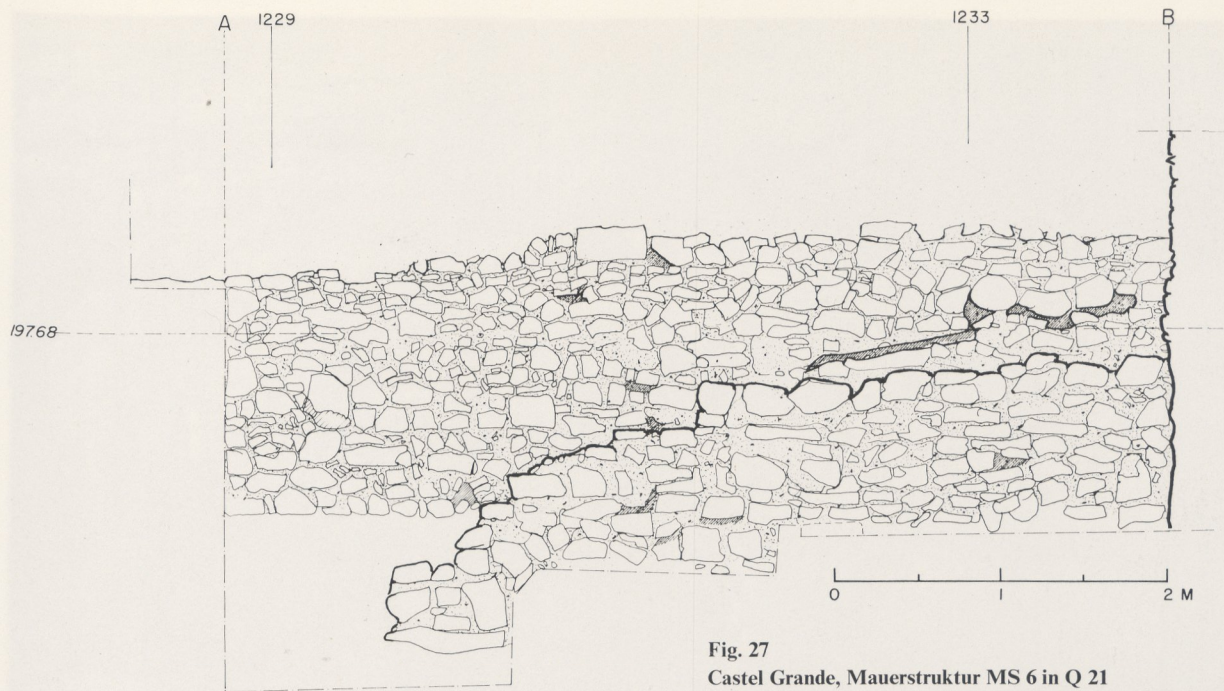 A 1229 1233 B
19768
0 1 2 M
Fig. 27
Castel Grande, Mauerstruktur MS 6 in Q 21